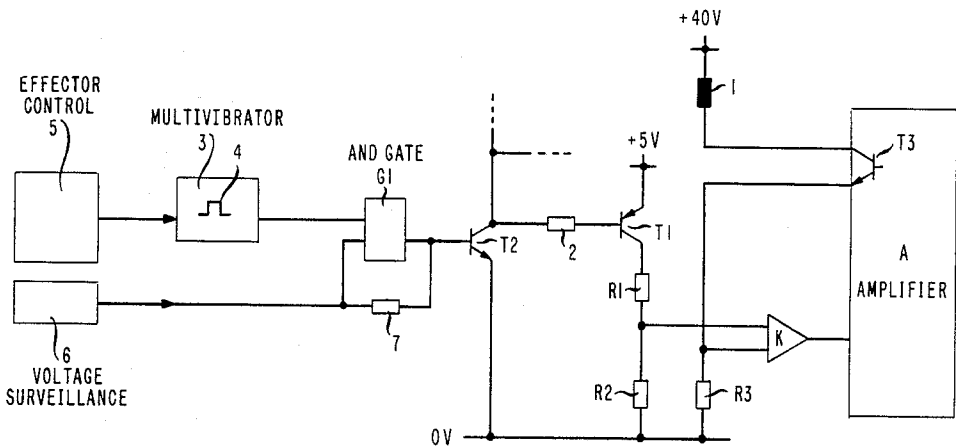 +40V
EFFECTOR
CONTROL
5
MULTIVIBRATOR
3
4
AND GATE
G1
+5V
1
T3
T2
2
T1
R1
A
AMPLIFIER
K
7
6
VOLTAGE
SURVEILLANCE
R2
R3
0V